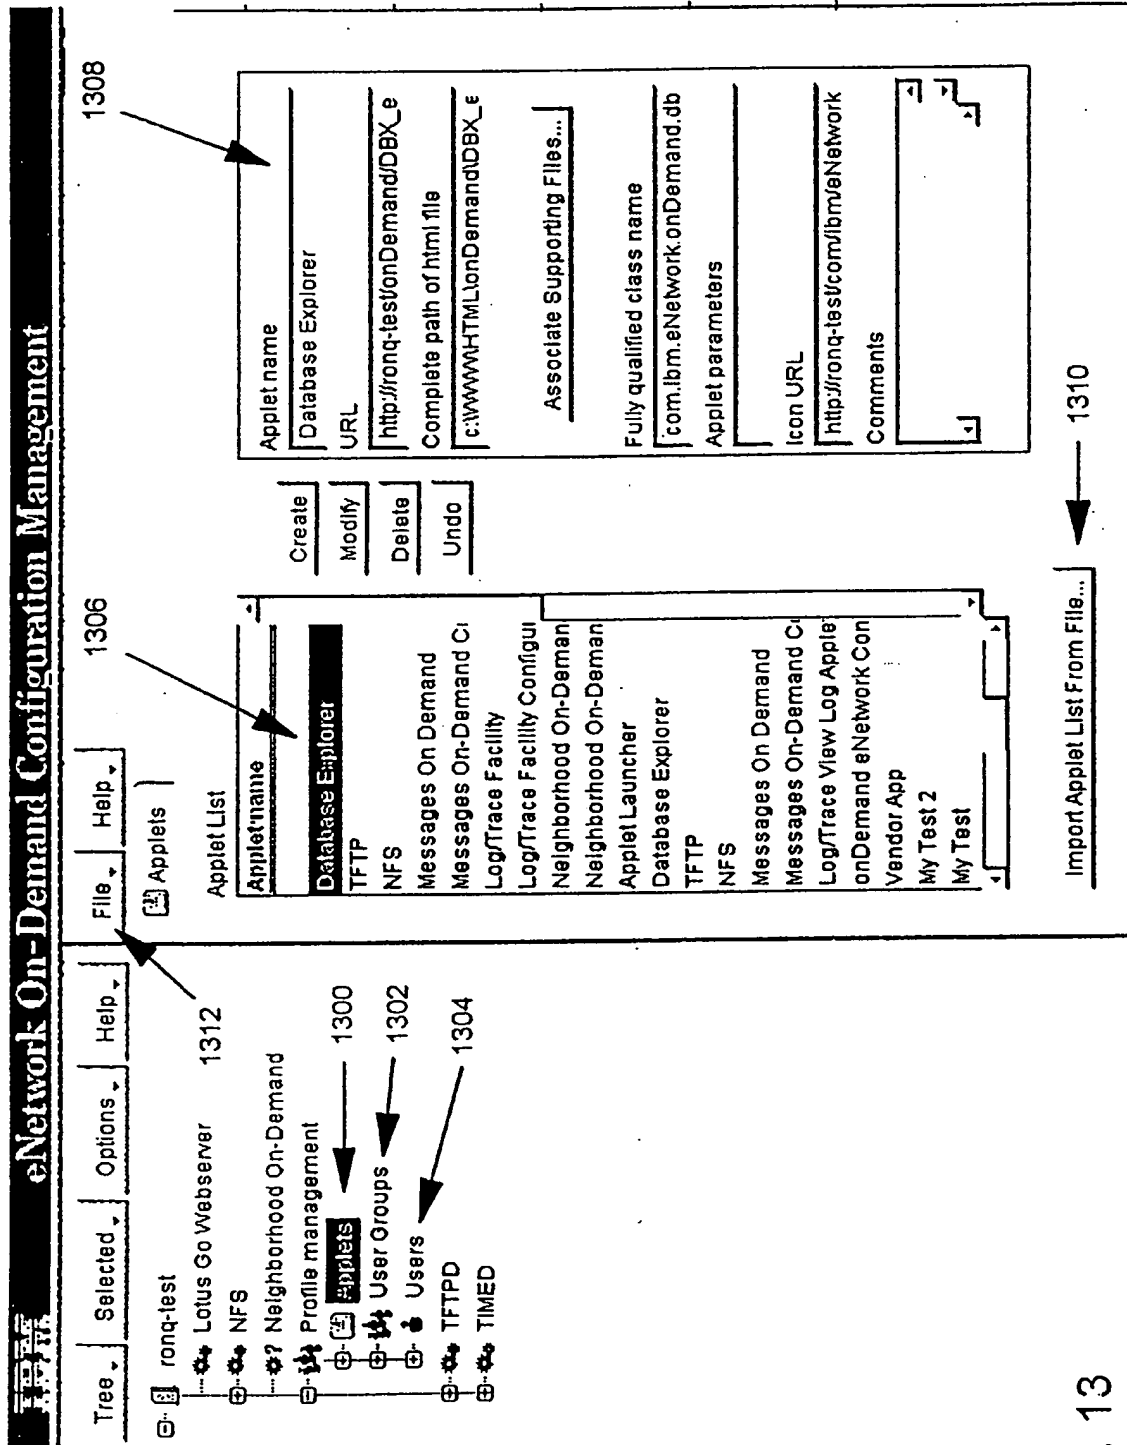 IBM eNetwork On-Demand Configuration Management
Tree Selected Options Help
ronq-test
Lotus Go Webserver
NFS
Neighborhood On-Demand
Profile management
Applets
User Groups
Users
TFTPD
TIMED
1312
1300
1302
1304
File Help
Applets
Applet List
Applet name
Database Explorer
TFTP
NFS
Messages On Demand
Messages On-Demand C
Log/Trace Facility
Log/Trace Facility Configu
Neighborhood On-Deman
Neighborhood On-Deman
Applet Launcher
Database Explorer
TFTP
NFS
Messages On Demand
Messages On-Demand C
Log/Trace View Log Applet
onDemand eNetwork Con
Vendor App
My Test 2
My Test
Import Applet List From File...
1306
1310
Create
Modify
Delete
Undo
1308
Applet name
Database Explorer
URL
http://ronq-test/onDemand/DBX_e
Complete path of html file
c:\WWW\HTML\onDemand\DBX_e
Associate Supporting Files...
Fully qualified class name
com.ibm.eNetwork.onDemand.db
Applet parameters
Icon URL
http://ronq-test/com/ibm/eNetwork
Comments
13